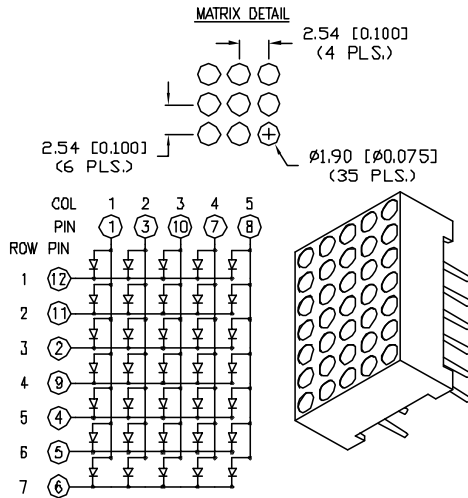 MATRIX DETAIL
2.54 [0.100]
(4 PLS.)
2.54 [0.100]
(6 PLS.)
Ø1.90 [Ø0.075]
(35 PLS.)
COL 1 2 3 4 5
PIN 1 3 10 7 8
ROW PIN
1 12
2 11
3 2
4 9
5 4
6 5
7 6